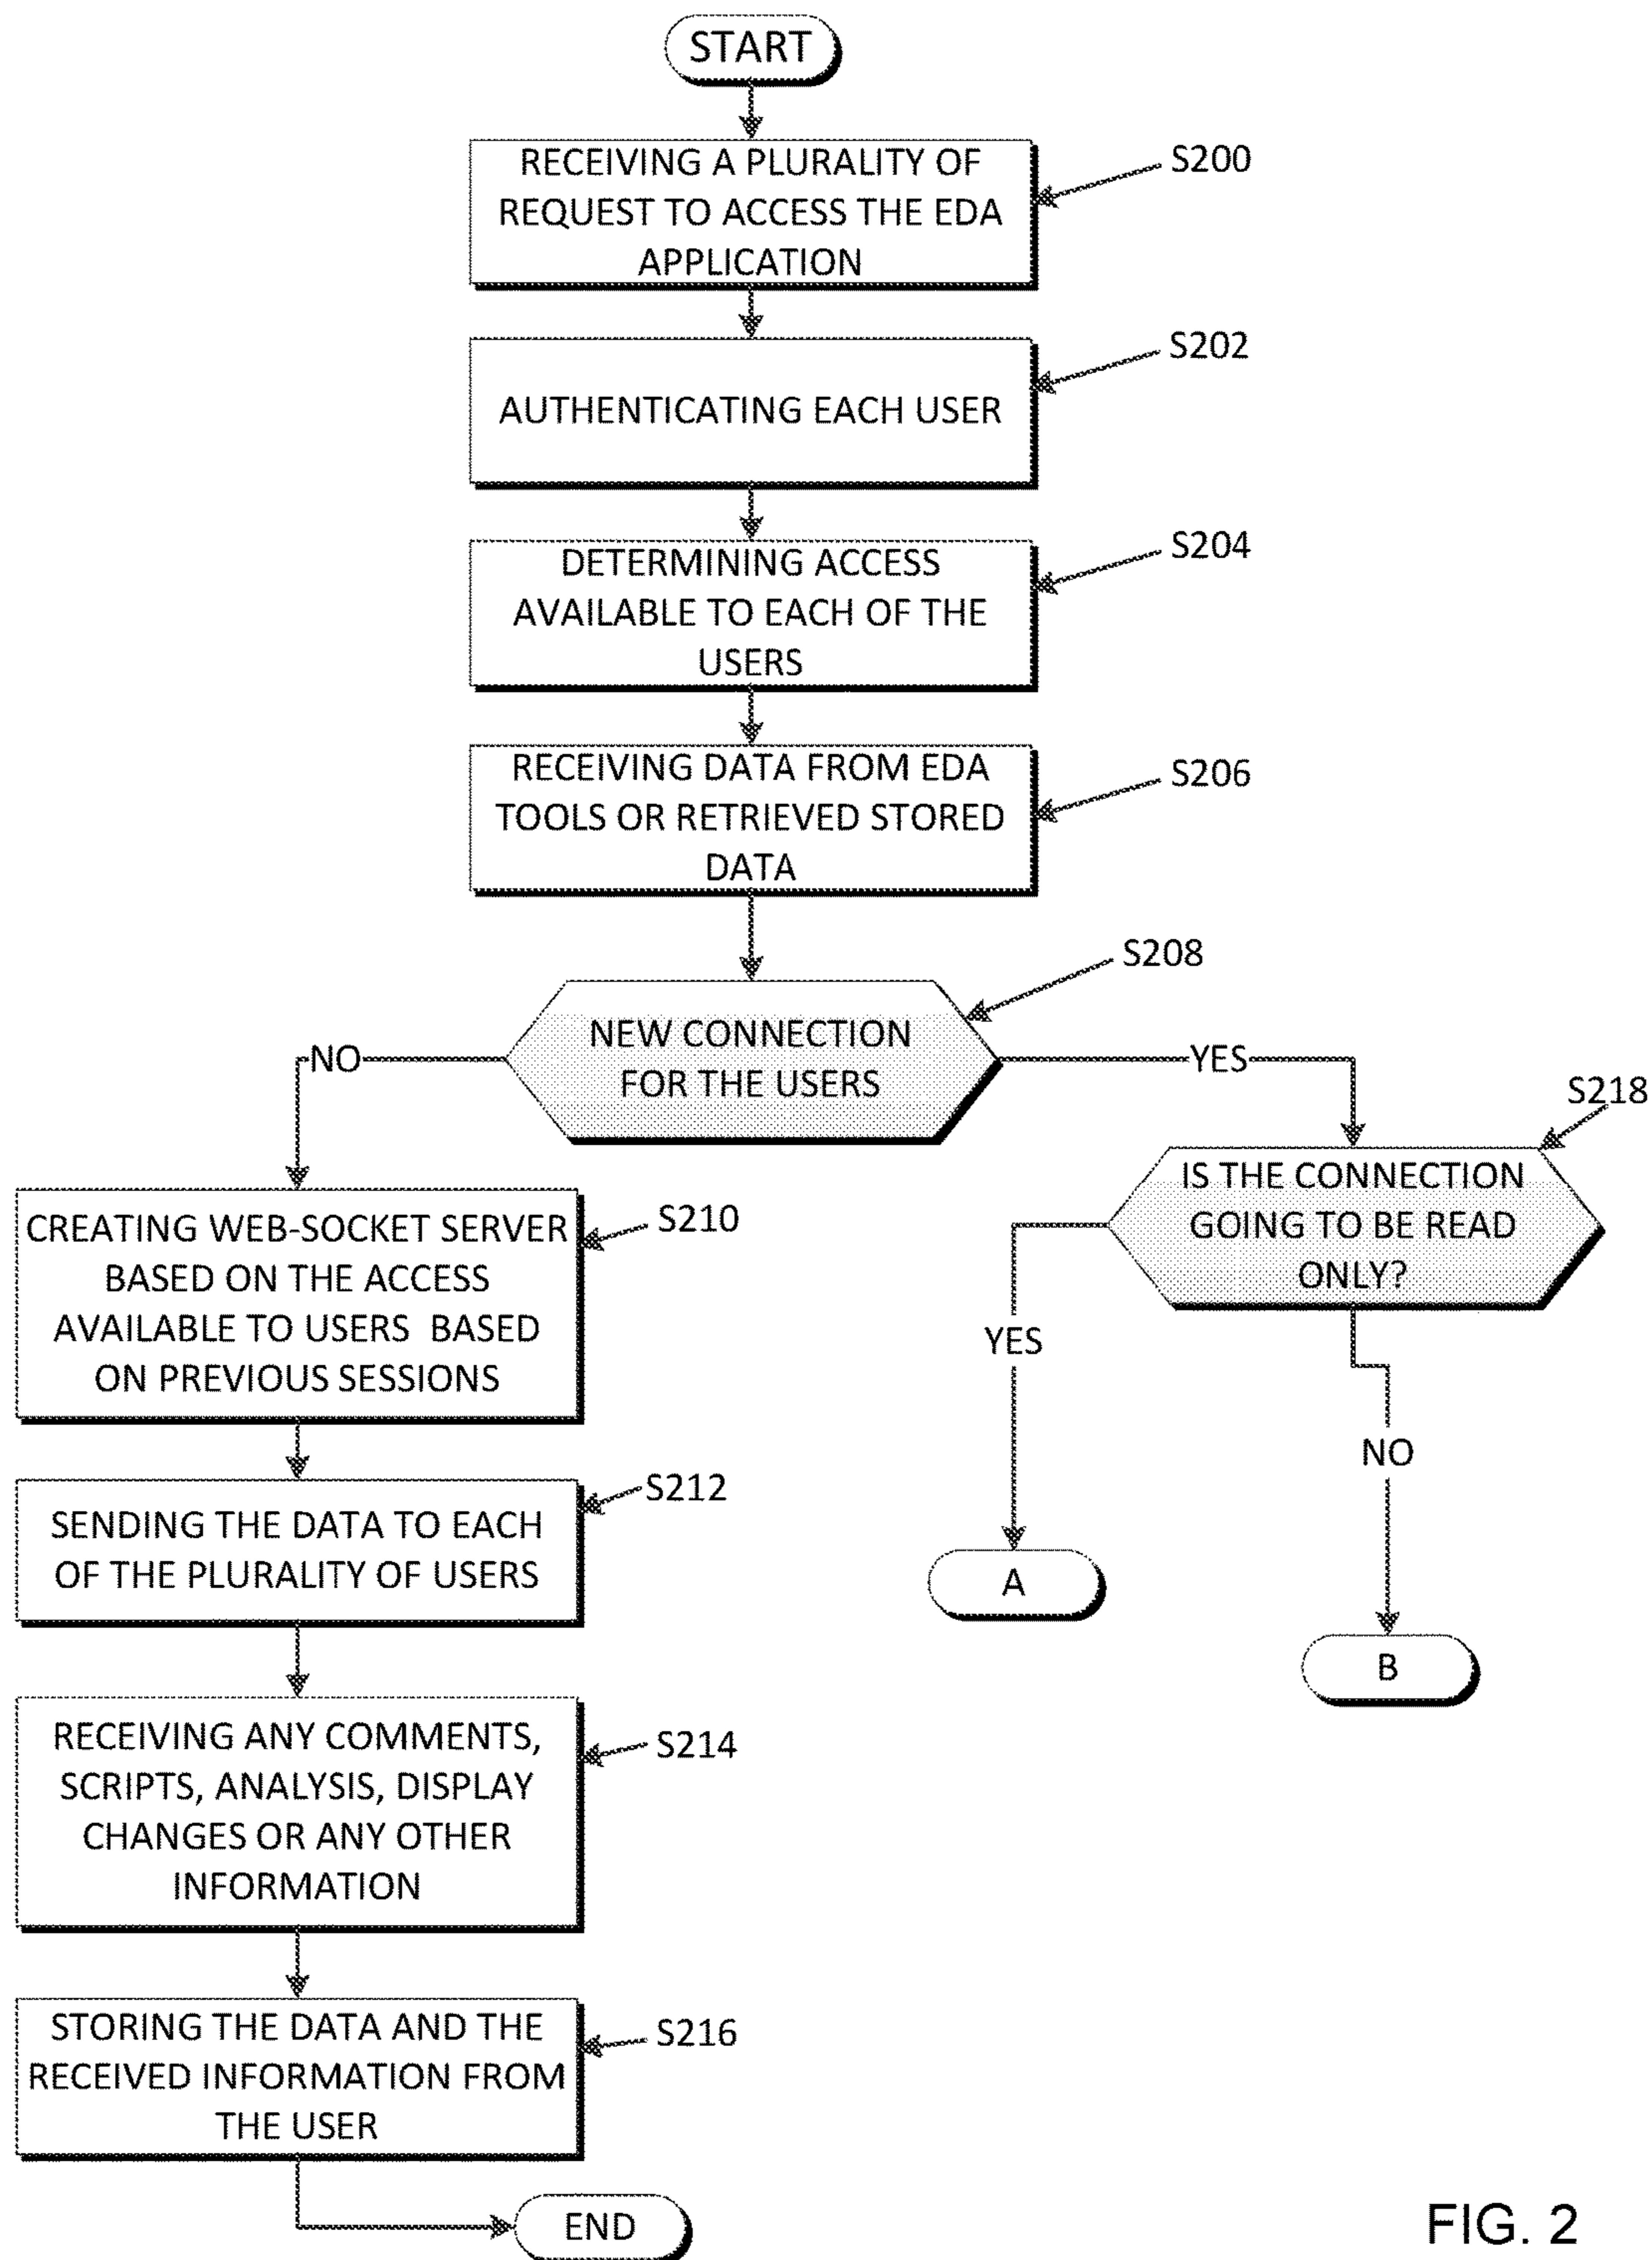 START
RECEIVING A PLURALITY OF
REQUEST TO ACCESS THE EDA
APPLICATION
S200
AUTHENTICATING EACH USER
S202
DETERMINING ACCESS
AVAILABLE TO EACH OF THE
USERS
S204
RECEIVING DATA FROM EDA
TOOLS OR RETRIEVED STORED
DATA
S206
NEW CONNECTION
FOR THE USERS
S208
NO
YES
CREATING WEB-SOCKET SERVER
BASED ON THE ACCESS
AVAILABLE TO USERS BASED
ON PREVIOUS SESSIONS
S210
SENDING THE DATA TO EACH
OF THE PLURALITY OF USERS
S212
RECEIVING ANY COMMENTS,
SCRIPTS, ANALYSIS, DISPLAY
CHANGES OR ANY OTHER
INFORMATION
S214
STORING THE DATA AND THE
RECEIVED INFORMATION FROM
THE USER
S216
END
S218
IS THE CONNECTION
GOING TO BE READ
ONLY?
YES
NO
A
B
FIG. 2